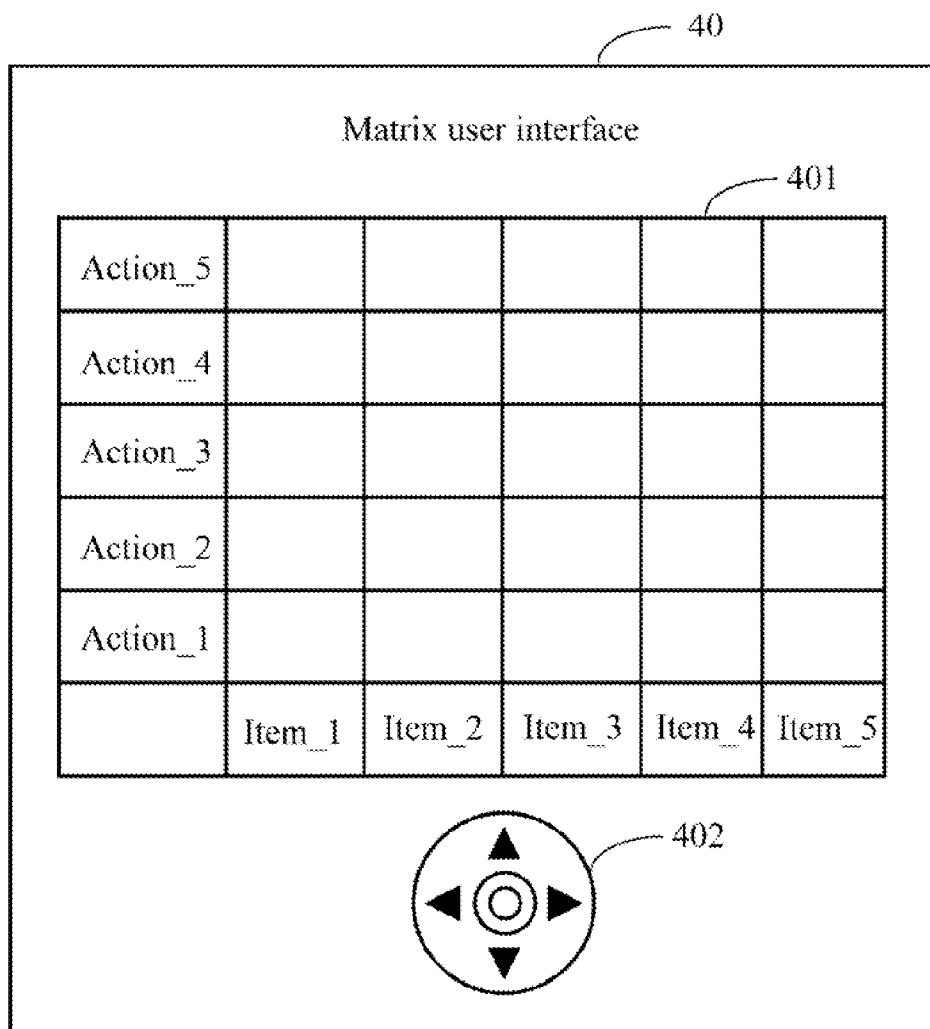 40
Matrix user interface
401
Action_5
Action_4
Action_3
Action_2
Action_1
Item_1 Item_2 Item_3 Item_4 Item_5
402